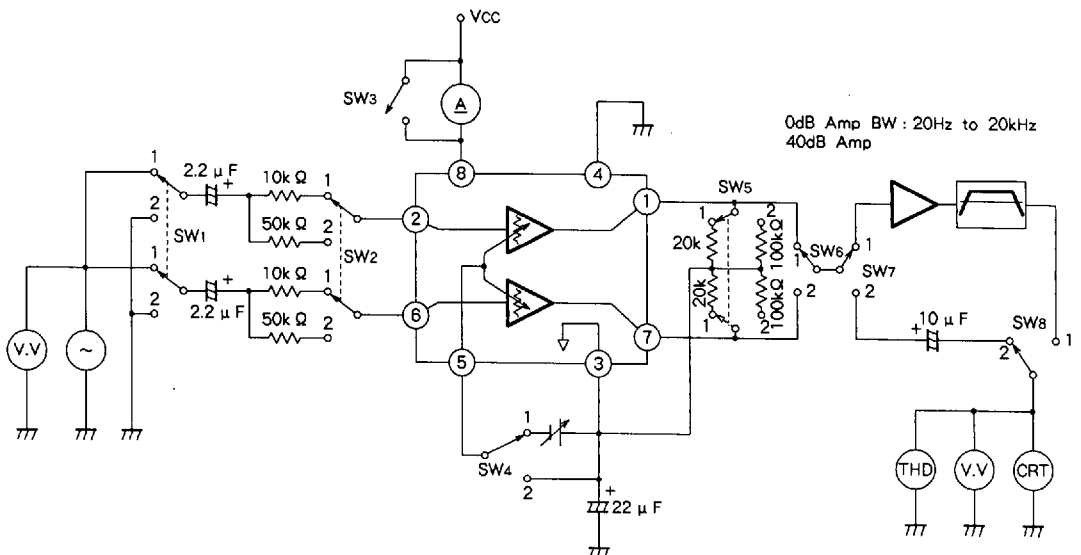 VCC
SW3
A
0dB Amp BW : 20Hz to 20kHz
40dB Amp
1
2.2 μF
+
10k Ω
1
8
4
2
50k Ω
2
2
1
SW5
1
2
SW1
SW2
20k
100kΩ
1
SW6
1
SW7
1
10k Ω
1
20k
100kΩ
2
2
2
+
2.2 μF
50k Ω
2
6
7
1
2
10 μF
+
SW8
V.V
~
5
3
2
1
1
SW4
2
+
22 μF
THD
V.V
CRT